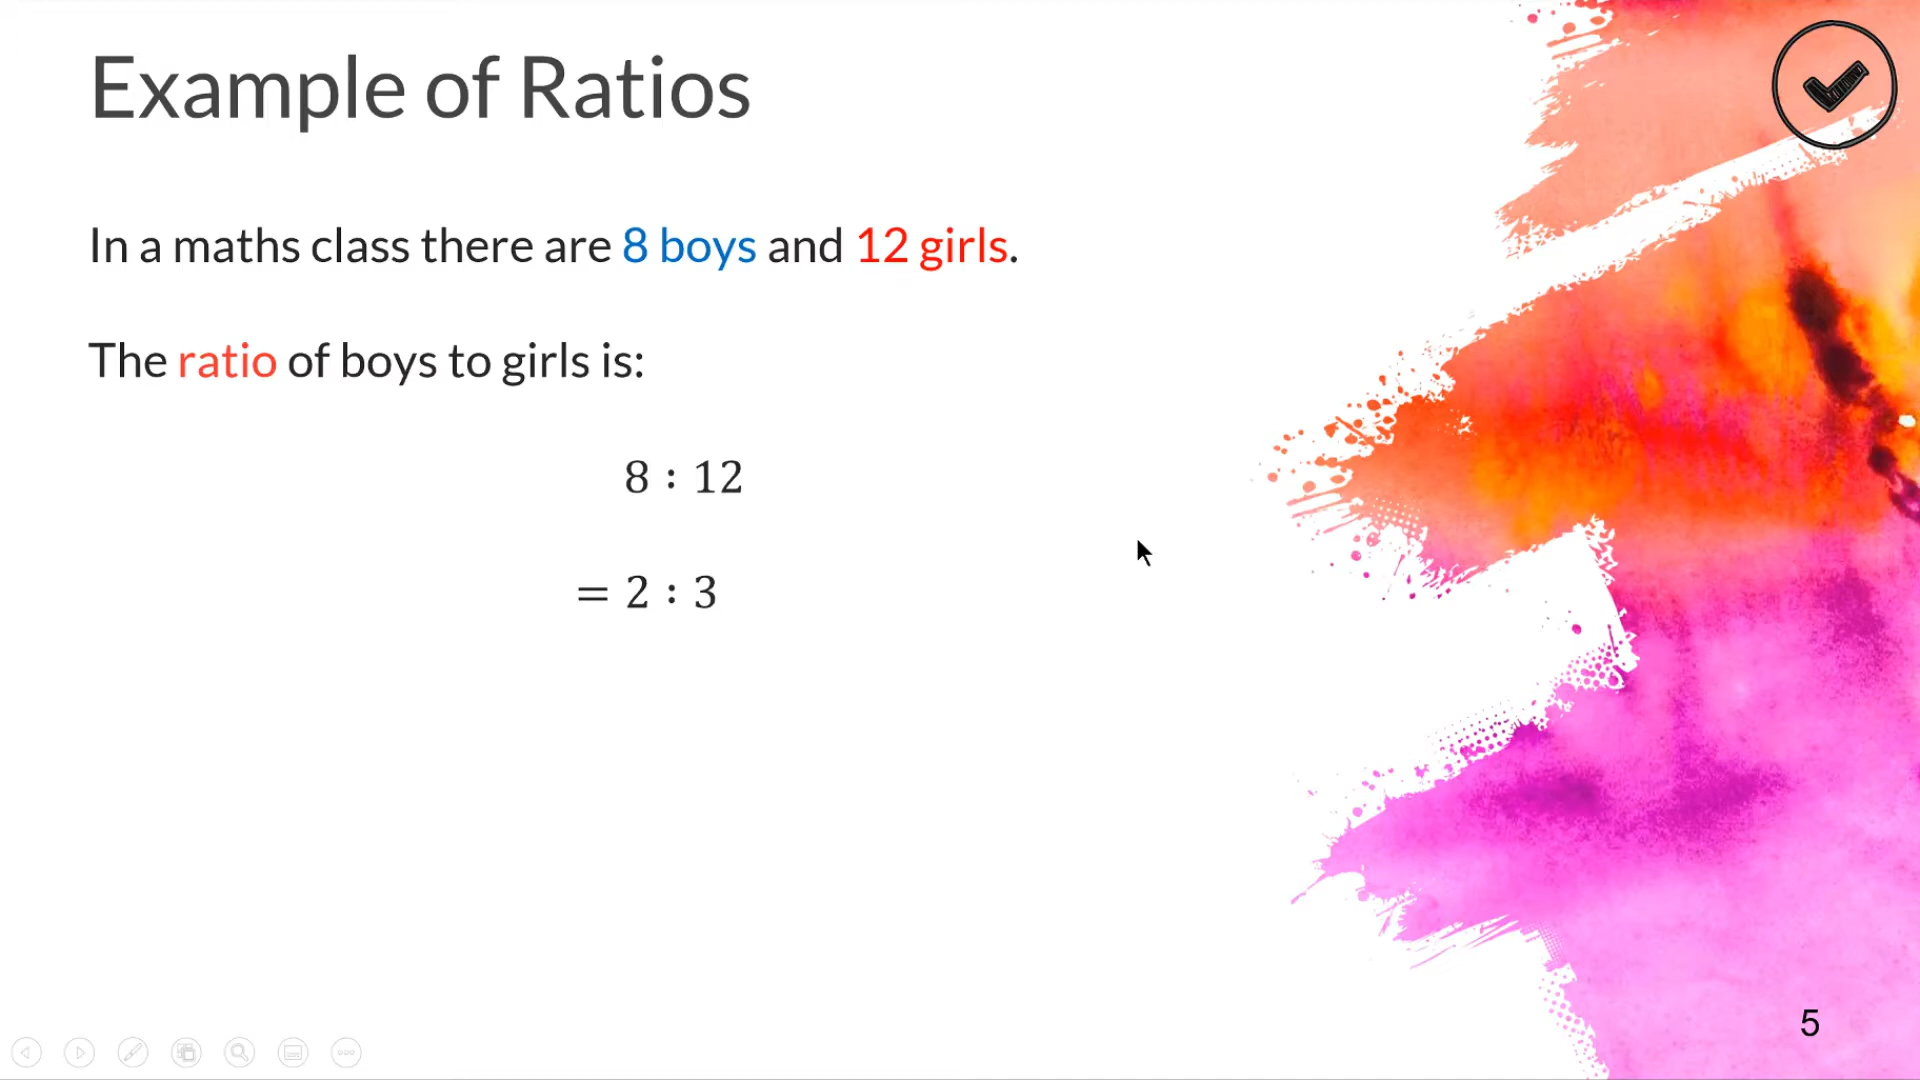 Example of Ratios
In a maths class there are 8 boys and 12 girls.
The ratio of boys to girls is:
8 : 12
= 2 : 3
5